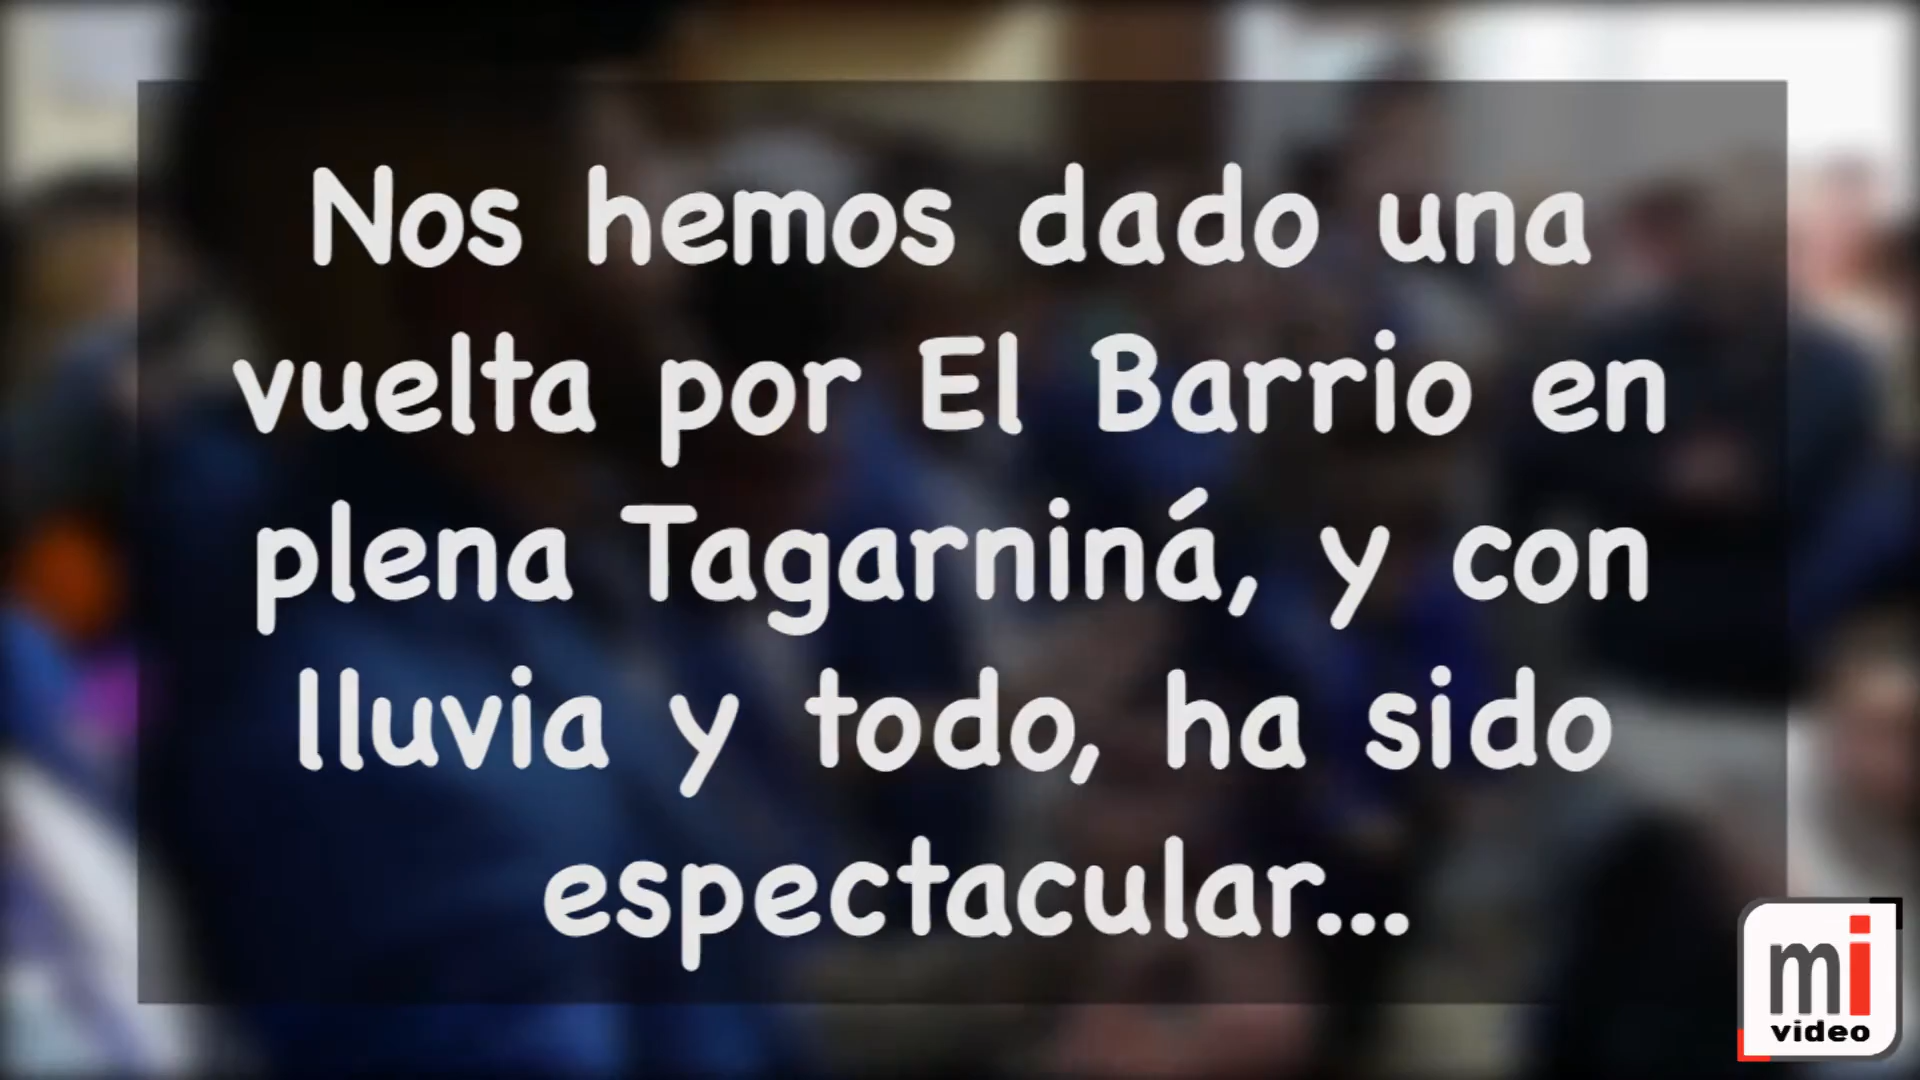 Nos hemos dado una
vuelta por El Barrio en
plena Tagarniná, y con
lluvia y todo, ha sido
espectacular...
mi
video